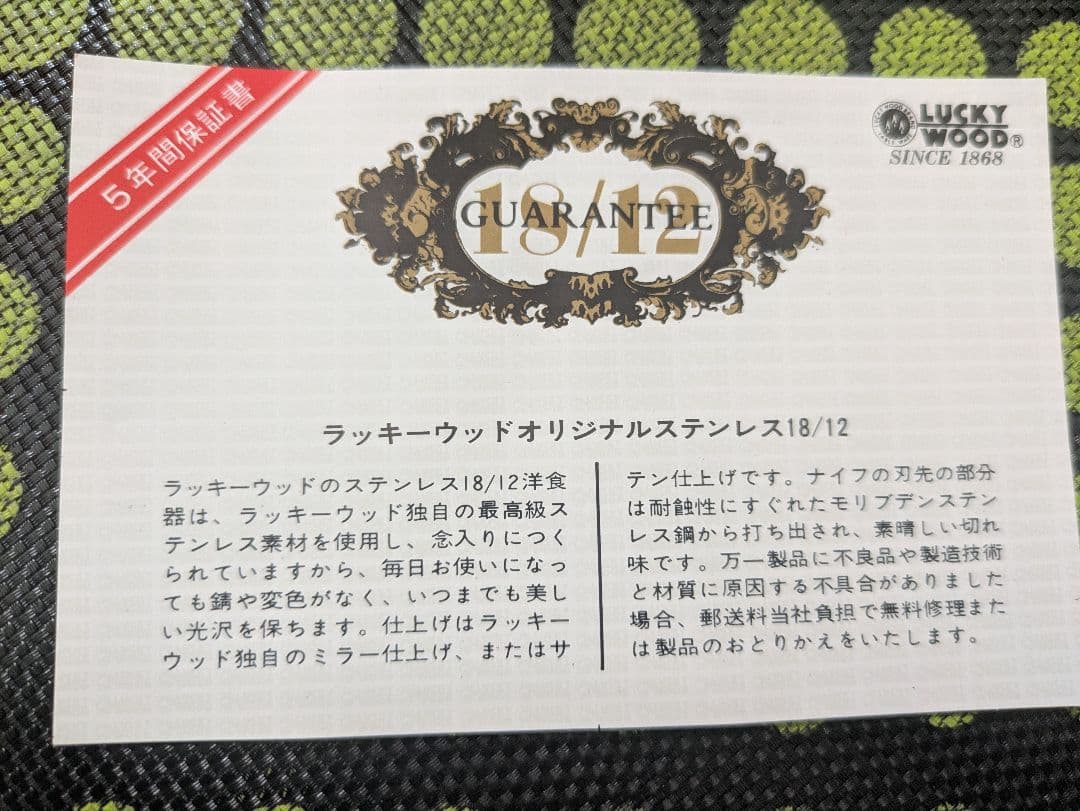 5年間保証書
18/12
GUARANTEE
LUCKY
WOOD®
SINCE 1868
ラッキーウッドオリジナルステンレス18/12
ラッキーウッドのステンレス18/12洋食
器は、ラッキーウッド独自の最高級ス
テンレス素材を使用し、念入りにつく
られていますから、毎日お使いになっ
ても錆や変色がなく、いつまでも美し
い光沢を保ちます。仕上げはラッキー
ウッド独自のミラー仕上げ、またはサ
テン仕上げです。ナイフの刃先の部分
は耐蝕性にすぐれたモリブデンステン
レス鋼から打ち出され、素晴しい切れ
味です。万一製品に不良品や製造技術
と材質に原因する不具合がありました
場合、郵送料当社負担で無料修理また
は製品のおとりかえをいたします。